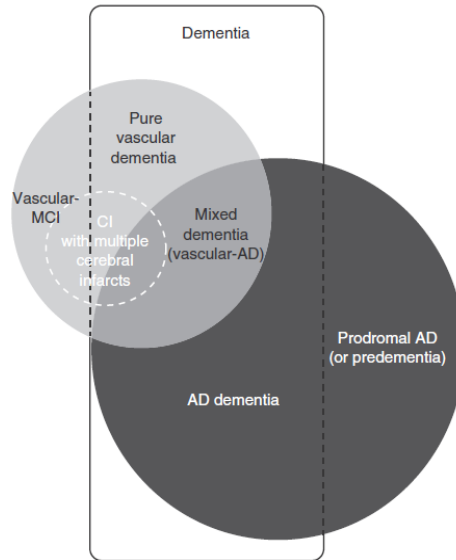 Dementia
Pure
vascular
dementia
Vascular-
MCI
CI
with multiple
cerebral
infarcts
Mixed
dementia
(vascular-AD)
Prodromal AD
(or predementia)
AD dementia